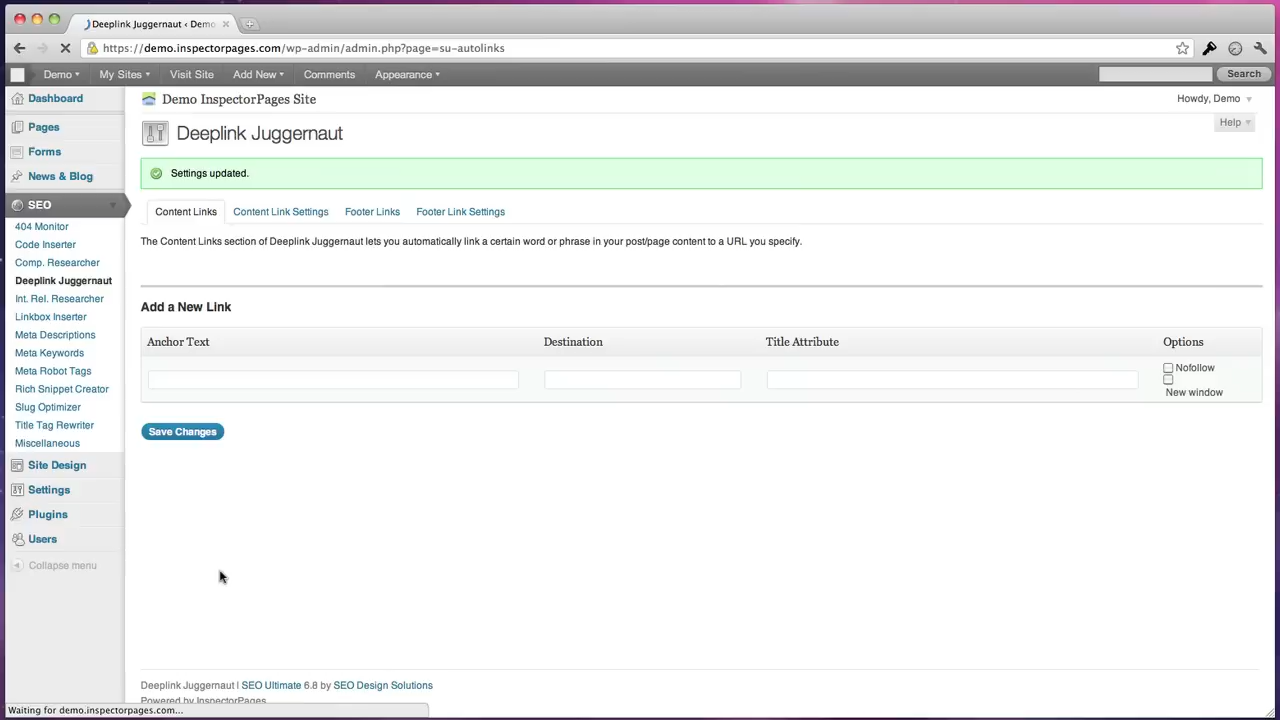 Deeplink Juggernaut ‹ Demo
https://demo.inspectorpages.com/wp-admin/admin.php?page=su-autolinks
Demo My Sites Visit Site Add New Comments Appearance Search
Dashboard
Pages
Forms
News & Blog
SEO
404 Monitor
Code Inserter
Comp. Researcher
Deeplink Juggernaut
Int. Rel. Researcher
Linkbox Inserter
Meta Descriptions
Meta Keywords
Meta Robot Tags
Rich Snippet Creator
Slug Optimizer
Title Tag Rewriter
Miscellaneous
Site Design
Settings
Plugins
Users
Collapse menu
Demo InspectorPages Site Howdy, Demo
Help
Deeplink Juggernaut
Settings updated.
Content Links Content Link Settings Footer Links Footer Link Settings
The Content Links section of Deeplink Juggernaut lets you automatically link a certain word or phrase in your post/page content to a URL you specify.
Add a New Link
Anchor Text Destination Title Attribute Options
Nofollow
New window
Save Changes
Deeplink Juggernaut | SEO Ultimate 6.8 by SEO Design Solutions
Powered by InspectorPages
Waiting for demo.inspectorpages.com...